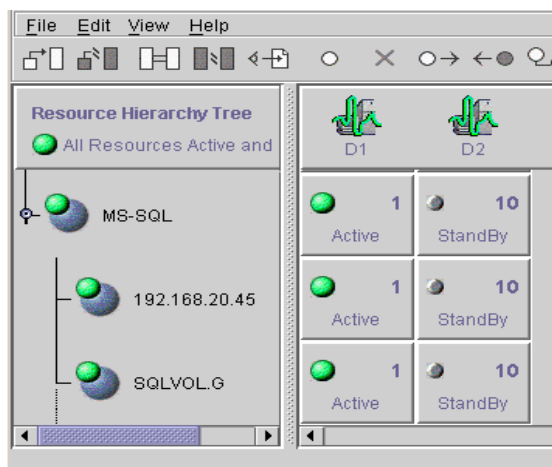 File Edit View Help
Resource Hierarchy Tree
All Resources Active and
D1 D2
MS-SQL
1 10
Active StandBy
192.168.20.45
1 10
Active StandBy
SQLVOL.G
1 10
Active StandBy